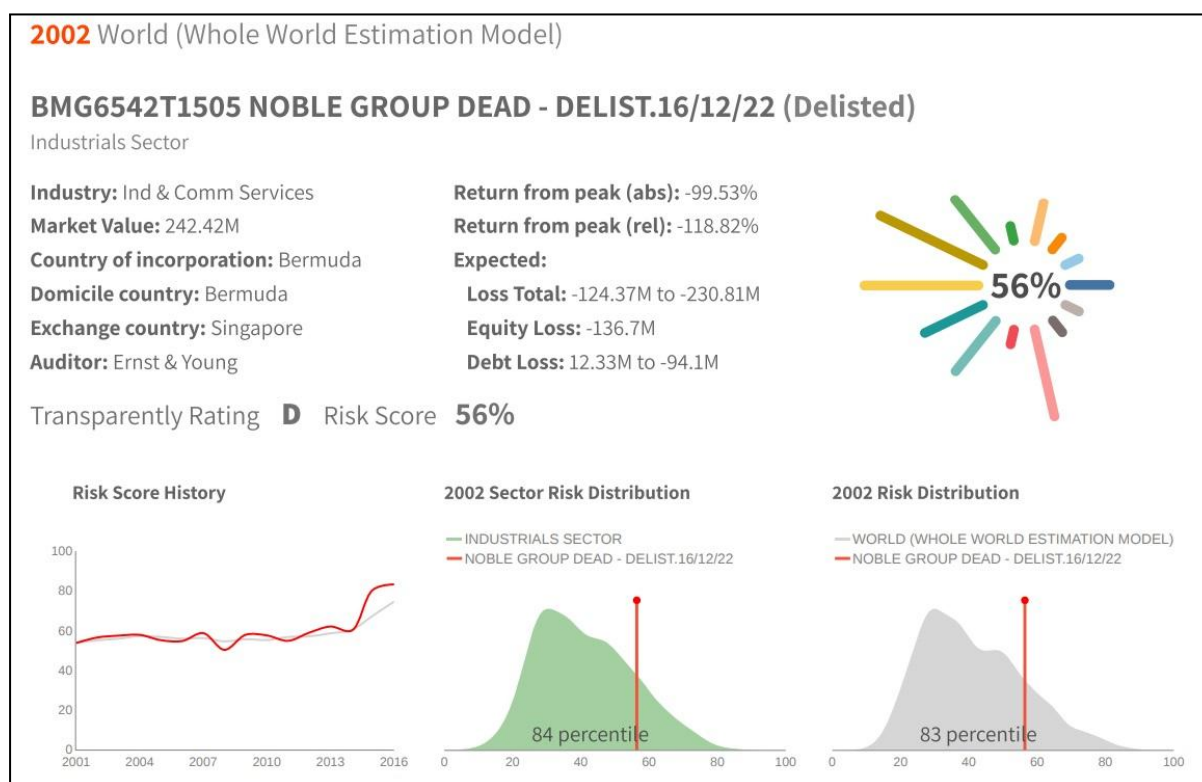 2002 World (Whole World Estimation Model)
BMG6542T1505 NOBLE GROUP DEAD - DELIST.16/12/22 (Delisted)
Industrials Sector
Industry: Ind & Comm Services
Market Value: 242.42M
Country of incorporation: Bermuda
Domicile country: Bermuda
Exchange country: Singapore
Auditor: Ernst & Young
Return from peak (abs): -99.53%
Return from peak (rel): -118.82%
Expected:
Loss Total: -124.37M to -230.81M
Equity Loss: -136.7M
Debt Loss: 12.33M to -94.1M
56%
Transparently Rating D Risk Score 56%
Risk Score History
100
80
60
40
20
0
2001 2004 2007 2010 2013 2016
2002 Sector Risk Distribution
INDUSTRIALS SECTOR
NOBLE GROUP DEAD - DELIST.16/12/22
84 percentile
0 20 40 60 80 100
2002 Risk Distribution
WORLD (WHOLE WORLD ESTIMATION MODEL)
NOBLE GROUP DEAD - DELIST.16/12/22
83 percentile
0 20 40 60 80 100